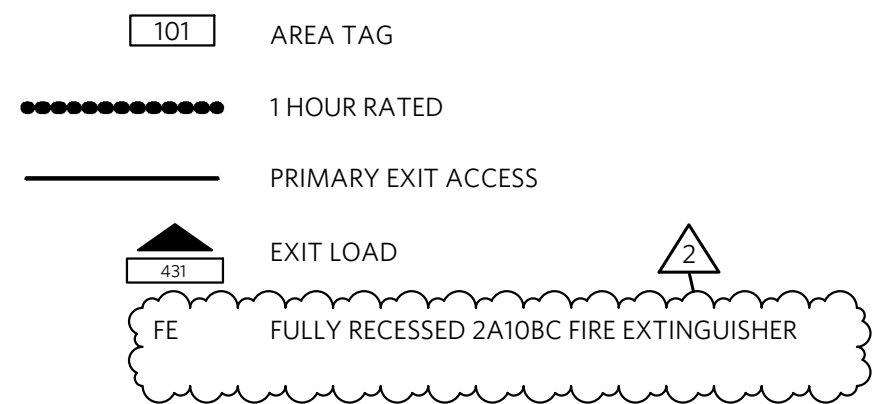 101 AREA TAG
1 HOUR RATED
PRIMARY EXIT ACCESS
EXIT LOAD
431
2
FE FULLY RECESSED 2A10BC FIRE EXTINGUISHER